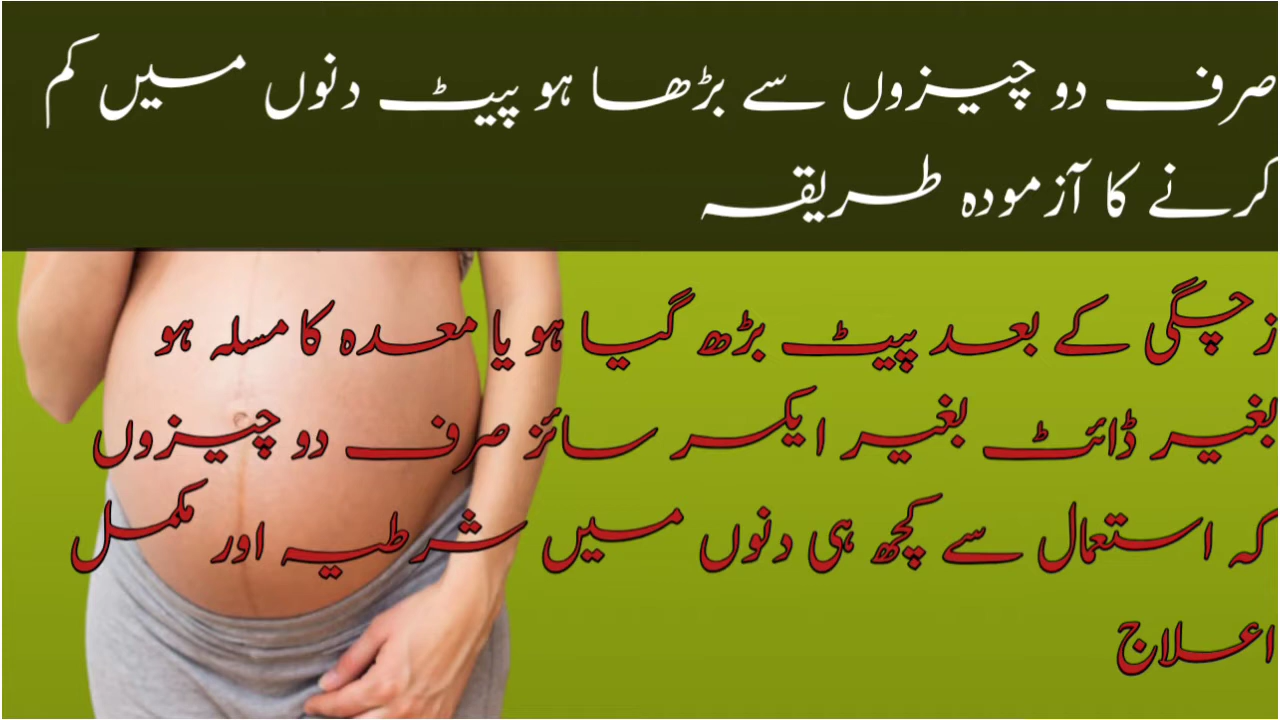 صرف دو چیزوں سے بڑھا ہو پیٹ دنوں میں کم
کرنے کا آزمودہ طریقہ
زچگی کے بعد پیٹ بڑھ گیا ہو یا معدہ کا مسلہ ہو
بغیر ڈائٹ بغیر ایکسر سائز صرف دو چیزوں
کہ استعمال سے کچھ ہی دنوں میں شرطیہ اور مکمل
اعلاج